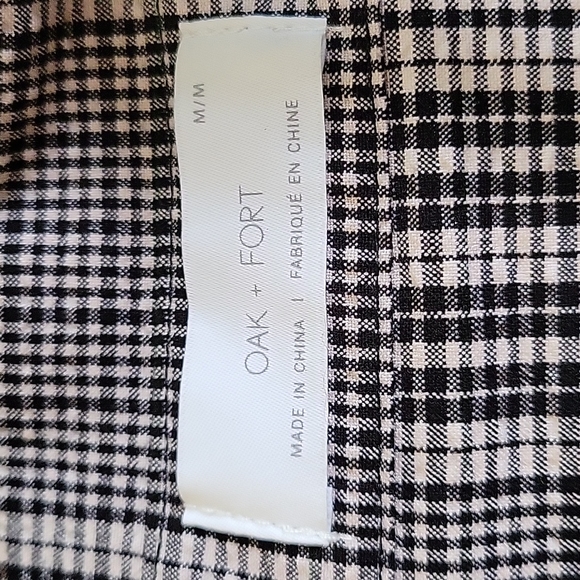 OAK + FORT
M/M
MADE IN CHINA | FABRIQUÉ EN CHINE